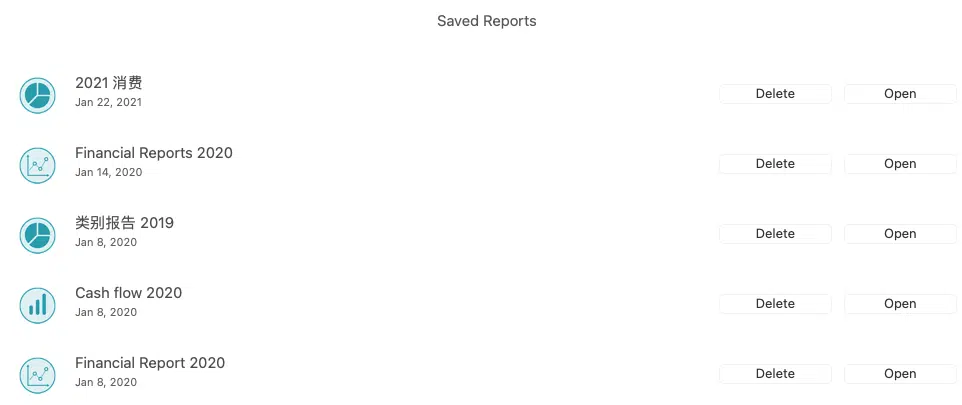 Saved Reports
2021 消费
Jan 22, 2021
Delete
Open
Financial Reports 2020
Jan 14, 2020
Delete
Open
类别报告 2019
Jan 8, 2020
Delete
Open
Cash flow 2020
Jan 8, 2020
Delete
Open
Financial Report 2020
Jan 8, 2020
Delete
Open